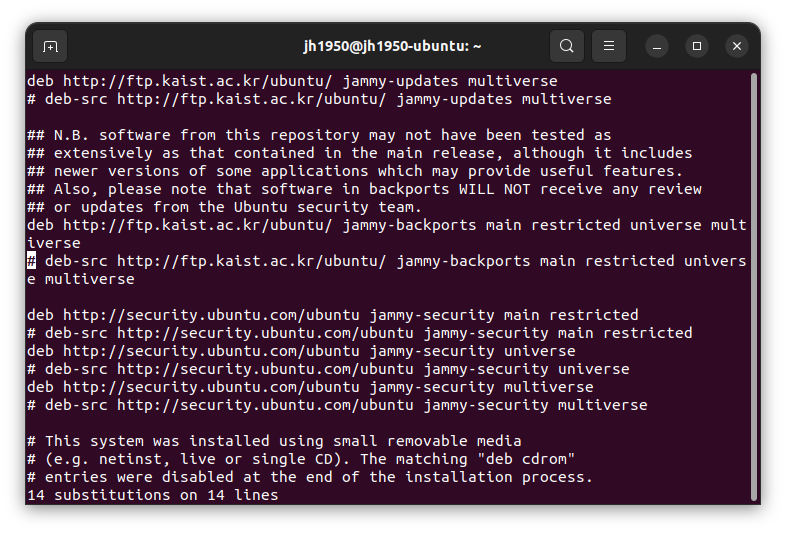 jh1950@jh1950-ubuntu: ~
deb http://ftp.kaist.ac.kr/ubuntu/ jammy-updates multiverse
# deb-src http://ftp.kaist.ac.kr/ubuntu/ jammy-updates multiverse
## N.B. software from this repository may not have been tested as
## extensively as that contained in the main release, although it includes
## newer versions of some applications which may provide useful features.
## Also, please note that software in backports WILL NOT receive any review
## or updates from the Ubuntu security team.
deb http://ftp.kaist.ac.kr/ubuntu/ jammy-backports main restricted universe mult
iverse
# deb-src http://ftp.kaist.ac.kr/ubuntu/ jammy-backports main restricted univers
e multiverse
deb http://security.ubuntu.com/ubuntu jammy-security main restricted
# deb-src http://security.ubuntu.com/ubuntu jammy-security main restricted
deb http://security.ubuntu.com/ubuntu jammy-security universe
# deb-src http://security.ubuntu.com/ubuntu jammy-security universe
deb http://security.ubuntu.com/ubuntu jammy-security multiverse
# deb-src http://security.ubuntu.com/ubuntu jammy-security multiverse
# This system was installed using small removable media
# (e.g. netinst, live or single CD). The matching "deb cdrom"
# entries were disabled at the end of the installation process.
14 substitutions on 14 lines